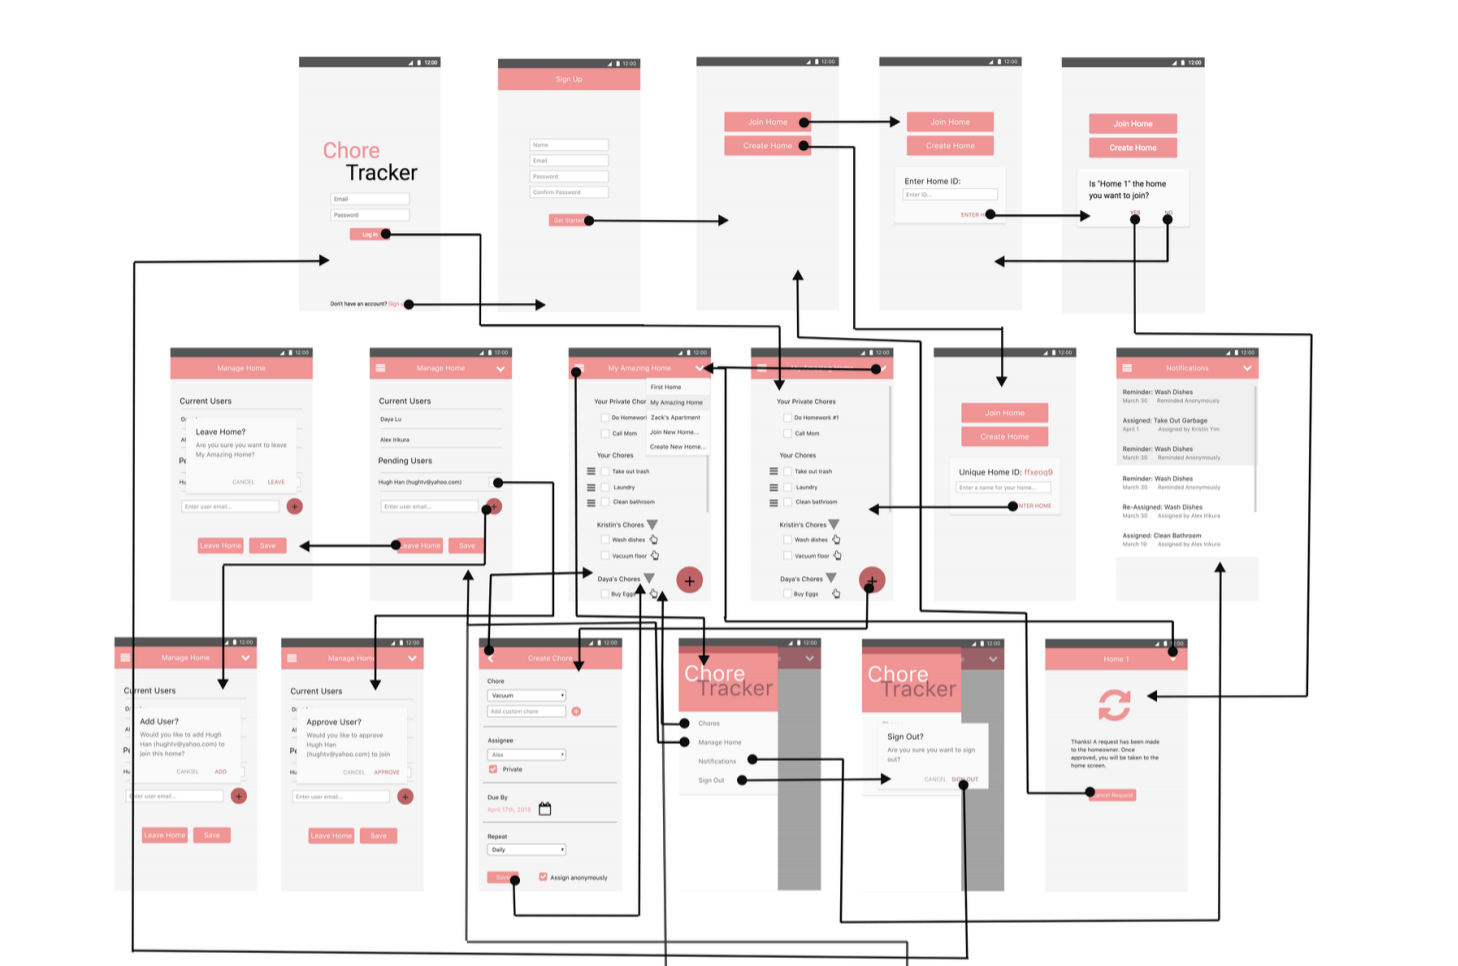 12:00
Chore
Tracker
Email
Password
Log in
Don't have an account? Sign
12:00
Sign Up
Name
Email
Password
Confirm Password
Get Started
12:00
Join Home
Create Home
12:00
Join Home
Create Home
Enter Home ID:
Enter ID...
ENTER
12:00
Join Home
Create Home
Is "Home 1" the home
you want to join?
YES
NO
12:00
Manage Home
Current Users
Leave Home?
Are you sure you want to leave
My Amazing Home?
CANCEL LEAVE
Enter user email...
+
Leave Home Save
12:00
Manage Home
Current Users
Daya Lu
Alex Irikura
Pending Users
Hugh Han (hughtv@yahoo.com)
Enter user email...
+
Leave Home Save
12:00
My Amazing Home
First Home
My Amazing Home
Zack's Apartment
Join New Home...
Create New Home...
Your Private Chores
Do Homework
Call Mom
Your Chores
Take out trash
Laundry
Clean bathroom
Kristin's Chores
Wash dishes
Vacuum floor
Daya's Chores
Buy Eggs
+
12:00
Your Private Chores
Do Homework #1
Call Mom
Your Chores
Take out trash
Laundry
Clean bathroom
Kristin's Chores
Wash dishes
Vacuum floor
Daya's Chores
Buy Eggs
+
12:00
Join Home
Create Home
Unique Home ID: ffxeoq9
Enter a name for your home...
ENTER HOME
12:00
Notifications
Reminder: Wash Dishes
March 30 Reminded Anonymously
Assigned: Take Out Garbage
April 1 Assigned by Kristin Yim
Reminder: Wash Dishes
March 30 Reminded Anonymously
Reminder: Wash Dishes
March 30 Reminded Anonymously
Re-Assigned: Wash Dishes
March 30 Assigned by Alex Irikura
Assigned: Clean Bathroom
March 19 Assigned by Alex Irikura
12:00
Manage Home
Current Users
Add User?
Would you like to add Hugh
Han (hughtv@yahoo.com) to
join this home?
CANCEL ADD
Enter user email...
+
Leave Home Save
12:00
Manage Home
Current Users
Approve User?
Would you like to approve
Hugh Han
(hughtv@yahoo.com) to join
CANCEL APPROVE
Enter user email...
+
Leave Home Save
12:00
Create Chore
Chore
Vacuum
Add custom chore
Assignee
Alex
Private
Due By
April 17th, 2018
Repeat
Daily
Save
Assign anonymously
12:00
Chore
Tracker
Chores
Manage Home
Notifications
Sign Out
12:00
Chore
Tracker
Sign Out?
Are you sure you want to sign
out?
CANCEL SIGN OUT
12:00
Home 1
Thanks! A request has been made
to the homeowner. Once
approved, you will be taken to the
home screen.
Cancel Request